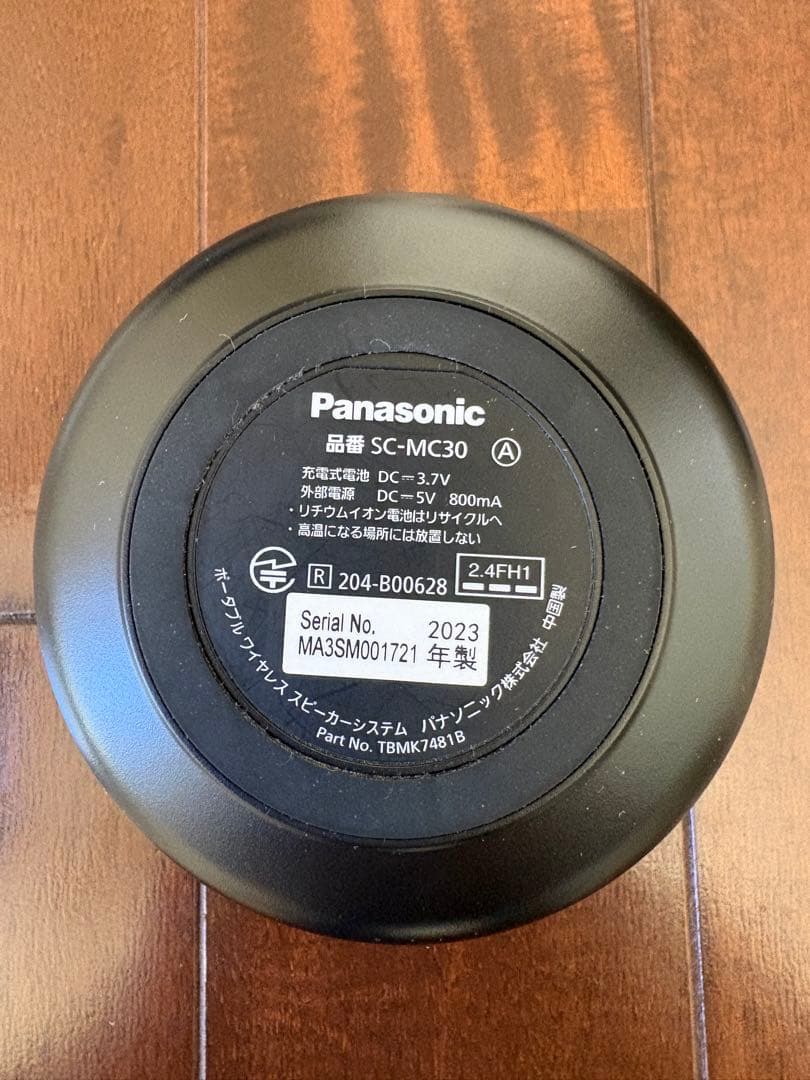 Panasonic
品番 SC-MC30 Ⓐ
充電式電池 DC⎓3.7V
外部電源 DC⎓5V 800mA
・リチウムイオン電池はリサイクルへ
・高温になる場所には放置しない
R 204-B00628 2.4FH1
Serial No. 2023
MA3SM001721 年製
ポータブル ワイヤレス スピーカーシステム パナソニック株式会社 中国製
Part No. TBMK7481B